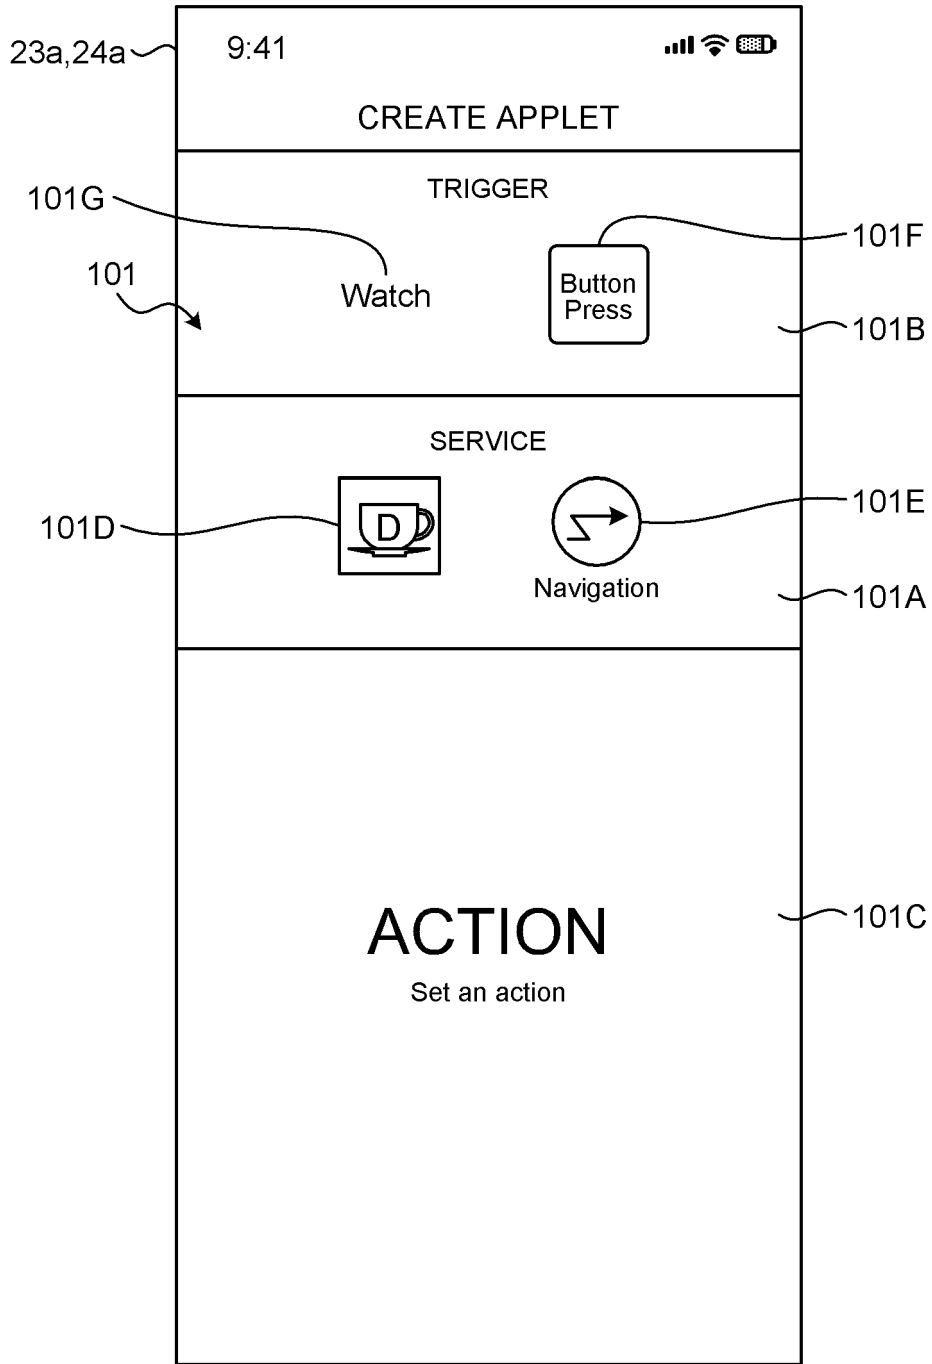 23a,24a
9:41
CREATE APPLET
TRIGGER
101G
101F
101
Watch
Button
Press
101B
SERVICE
101D
D
101E
Navigation
101A
ACTION
101C
Set an action